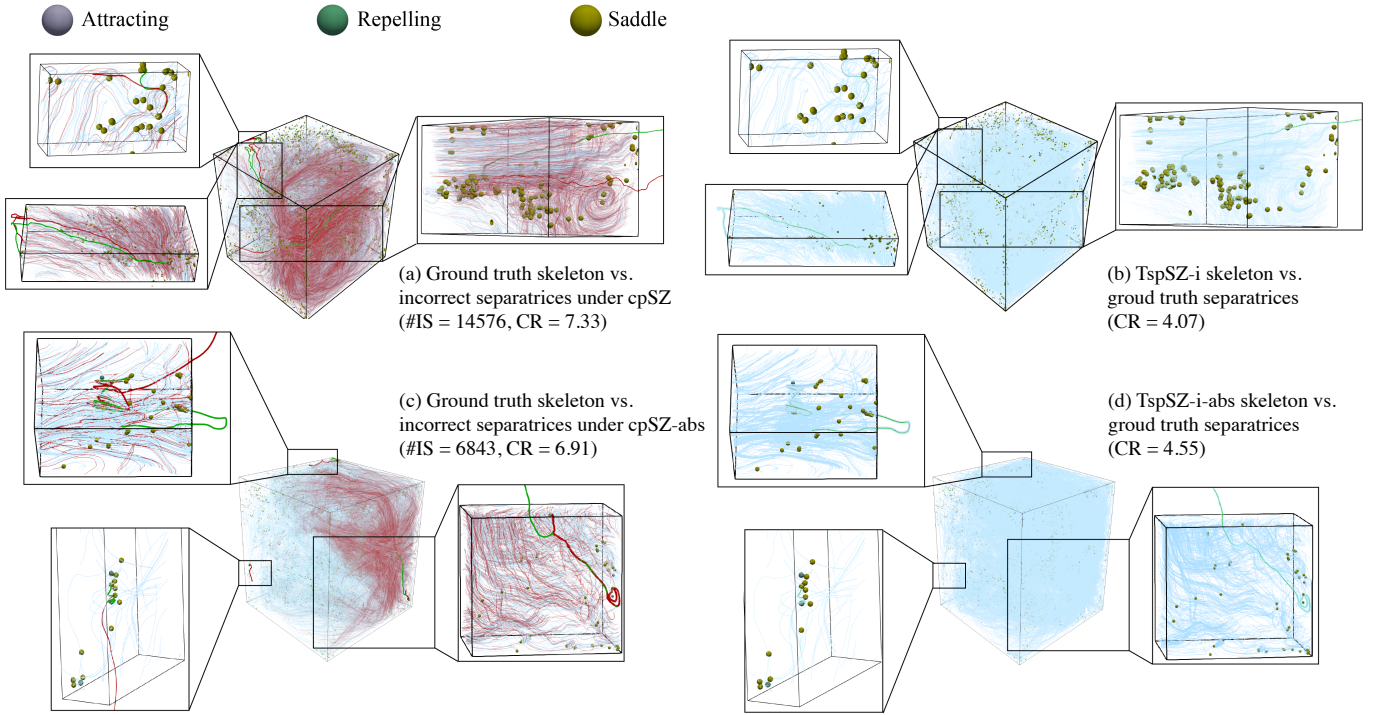 Attracting
Repelling
Saddle
(a) Ground truth skeleton vs.
incorrect separatrices under cpSZ
(#IS = 14576, CR = 7.33)
(b) TspSZ-i skeleton vs.
groud truth separatrices
(CR = 4.07)
(c) Ground truth skeleton vs.
incorrect separatrices under cpSZ-abs
(#IS = 6843, CR = 6.91)
(d) TspSZ-i-abs skeleton vs.
groud truth separatrices
(CR = 4.55)